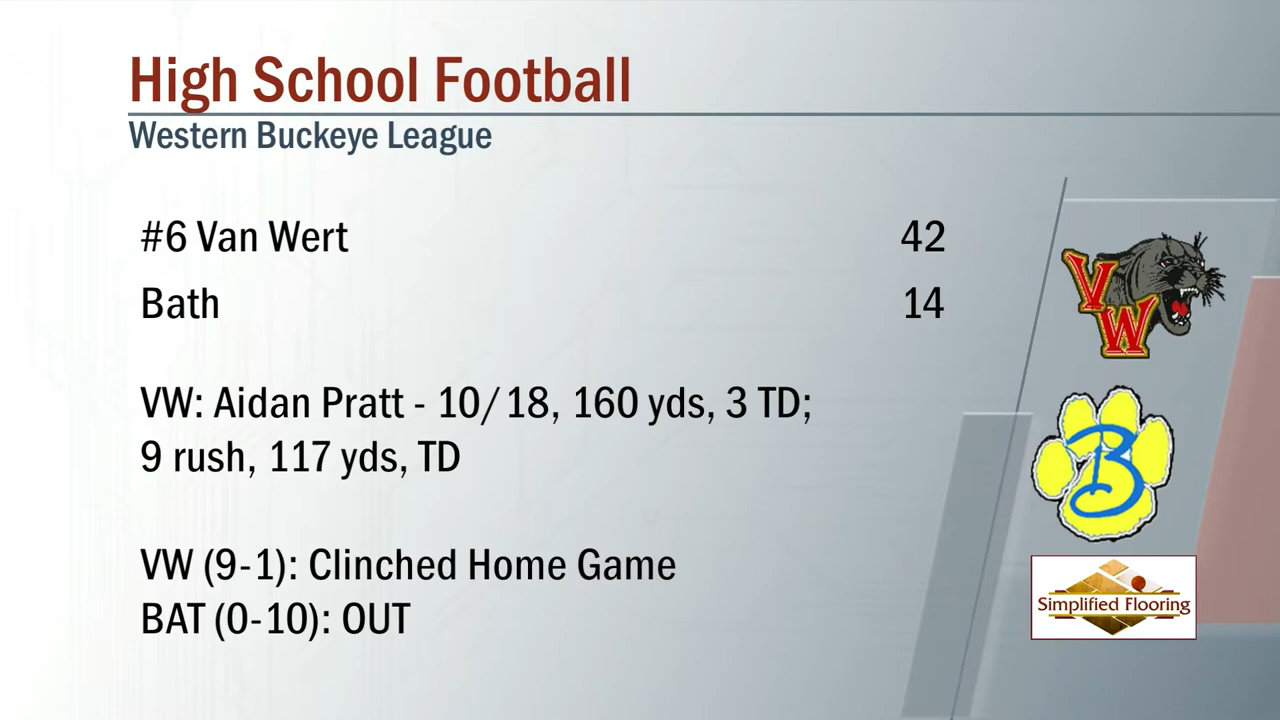 High School Football
Western Buckeye League
#6 Van Wert 42
Bath 14
VW: Aidan Pratt - 10/18, 160 yds, 3 TD;
9 rush, 117 yds, TD
VW (9-1): Clinched Home Game
BAT (0-10): OUT
VW
B
Simplified Flooring